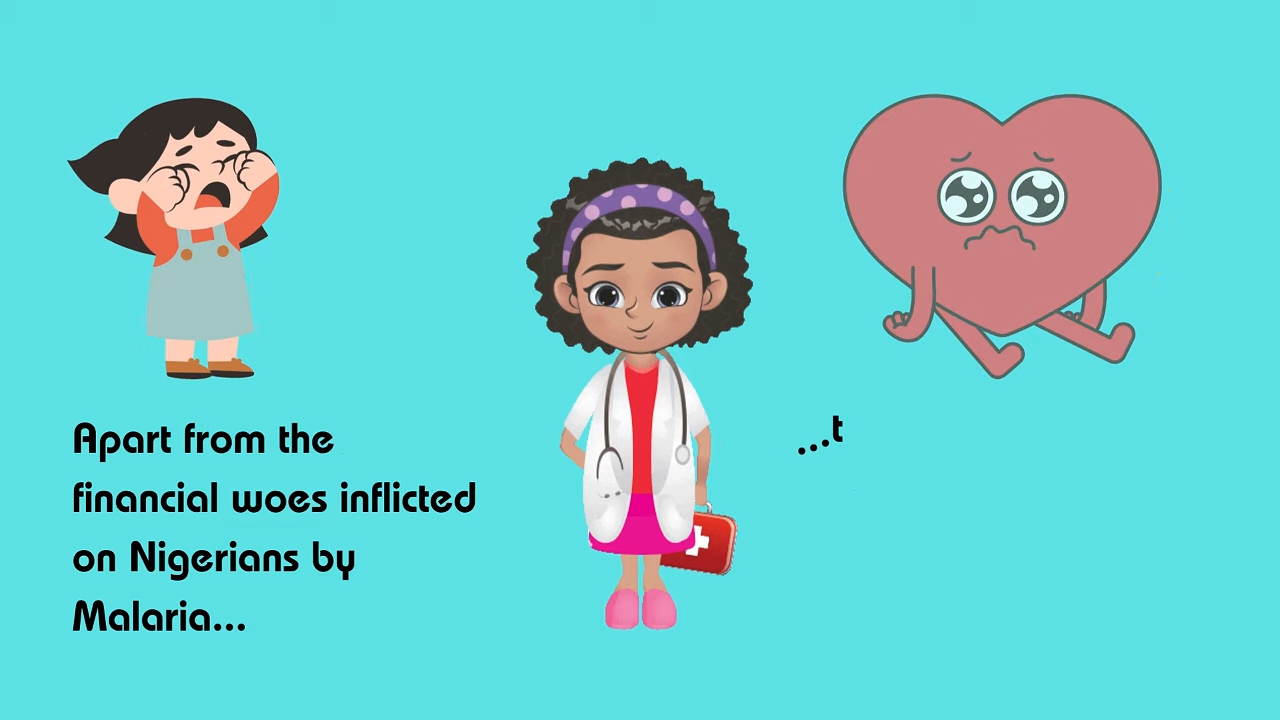 Apart from the
financial woes inflicted
on Nigerians by
Malaria...
...t